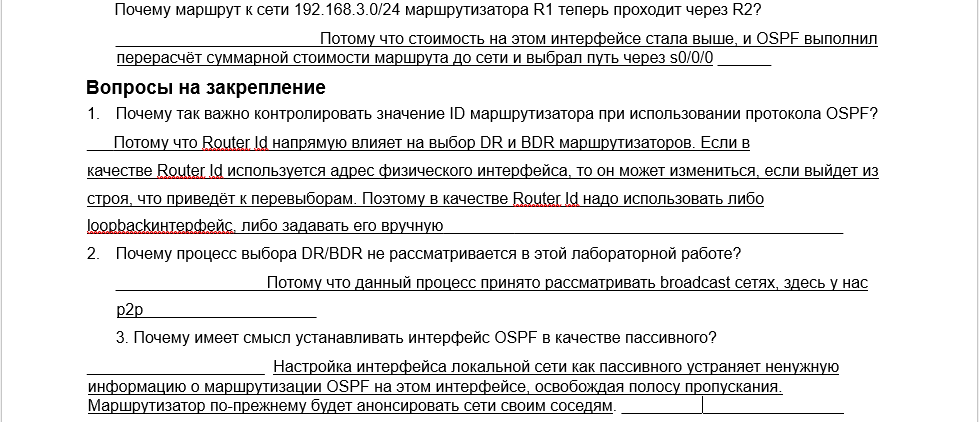 Почему маршрут к сети 192.168.3.0/24 маршрутизатора R1 теперь проходит через R2?
Потому что стоимость на этом интерфейсе стала выше, и OSPF выполнил
перерасчёт суммарной стоимости маршрута до сети и выбрал путь через s0/0/0
Вопросы на закрепление
1. Почему так важно контролировать значение ID маршрутизатора при использовании протокола OSPF?
Потому что Router Id напрямую влияет на выбор DR и BDR маршрутизаторов. Если в
качестве Router Id используется адрес физического интерфейса, то он может измениться, если выйдет из
строя, что приведёт к перевыборам. Поэтому в качестве Router Id надо использовать либо
loopbackинтерфейс, либо задавать его вручную
2. Почему процесс выбора DR/BDR не рассматривается в этой лабораторной работе?
Потому что данный процесс принято рассматривать broadcast сетях, здесь у нас
p2p
3. Почему имеет смысл устанавливать интерфейс OSPF в качестве пассивного?
Настройка интерфейса локальной сети как пассивного устраняет ненужную
информацию о маршрутизации OSPF на этом интерфейсе, освобождая полосу пропускания.
Маршрутизатор по-прежнему будет анонсировать сети своим соседям.